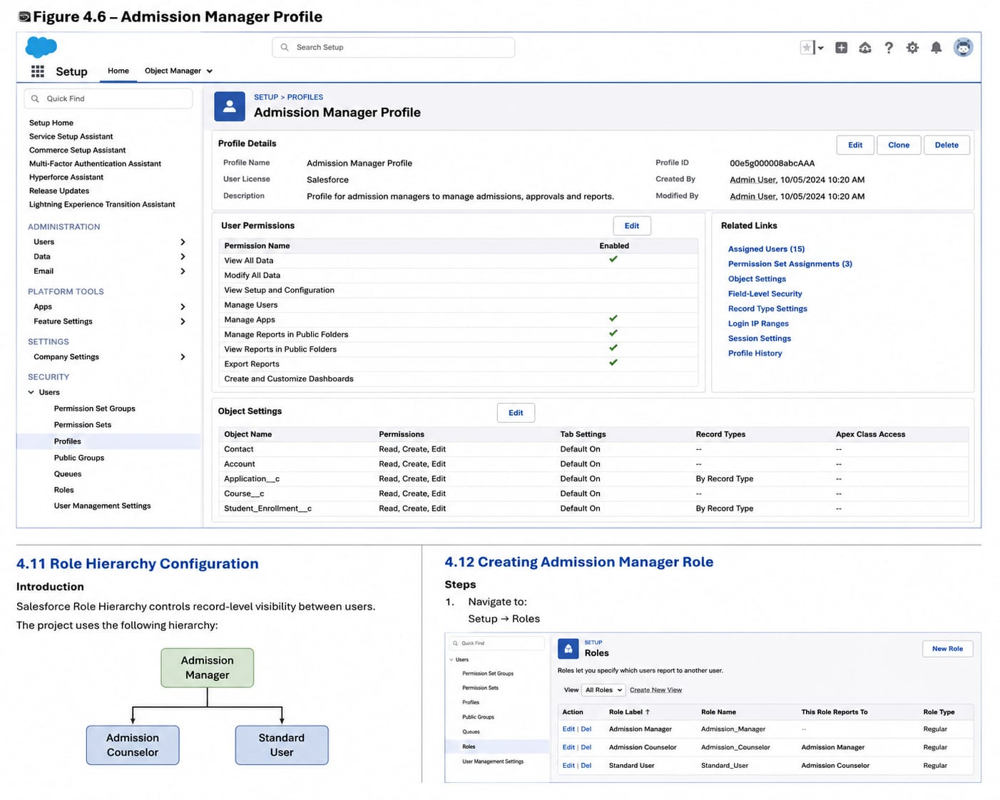 Figure 4.6 – Admission Manager Profile
Search Setup
Setup Home Object Manager
Quick Find
Setup Home
Service Setup Assistant
Commerce Setup Assistant
Multi-Factor Authentication Assistant
Hyperforce Assistant
Release Updates
Lightning Experience Transition Assistant
ADMINISTRATION
Users
Data
Email
PLATFORM TOOLS
Apps
Feature Settings
SETTINGS
Company Settings
SECURITY
Users
Permission Set Groups
Permission Sets
Profiles
Public Groups
Queues
Roles
User Management Settings
SETUP > PROFILES
Admission Manager Profile
Profile Details Edit Clone Delete
Profile Name Admission Manager Profile Profile ID 00e5g000008abcAAA
User License Salesforce Created By Admin User, 10/05/2024 10:20 AM
Description Profile for admission managers to manage admissions, approvals and reports. Modified By Admin User, 10/05/2024 10:20 AM
User Permissions Edit
Permission Name Enabled
View All Data ✓
Modify All Data
View Setup and Configuration
Manage Users
Manage Apps ✓
Manage Reports in Public Folders ✓
View Reports in Public Folders ✓
Export Reports ✓
Create and Customize Dashboards
Related Links
Assigned Users (15)
Permission Set Assignments (3)
Object Settings
Field-Level Security
Record Type Settings
Login IP Ranges
Session Settings
Profile History
Object Settings Edit
Object Name Permissions Tab Settings Record Types Apex Class Access
Contact Read, Create, Edit Default On -- --
Account Read, Create, Edit Default On -- --
Application__c Read, Create, Edit Default On By Record Type --
Course__c Read, Create, Edit Default On -- --
Student_Enrollment__c Read, Create, Edit Default On By Record Type --
4.11 Role Hierarchy Configuration
Introduction
Salesforce Role Hierarchy controls record-level visibility between users.
The project uses the following hierarchy:
Admission
Manager
Admission
Counselor
Standard
User
4.12 Creating Admission Manager Role
Steps
1. Navigate to:
Setup → Roles
Quick Find
Users
Permission Set Groups
Permission Sets
Profiles
Public Groups
Queues
Roles
User Management Settings
SETUP
Roles
New Role
Roles let you specify which users report to another user.
View All Roles Create New View
Action Role Label ↑ Role Name This Role Reports To Role Type
Edit | Del Admission Manager Admission_Manager -- Regular
Edit | Del Admission Counselor Admission_Counselor Admission Manager Regular
Edit | Del Standard User Standard_User Admission Counselor Regular